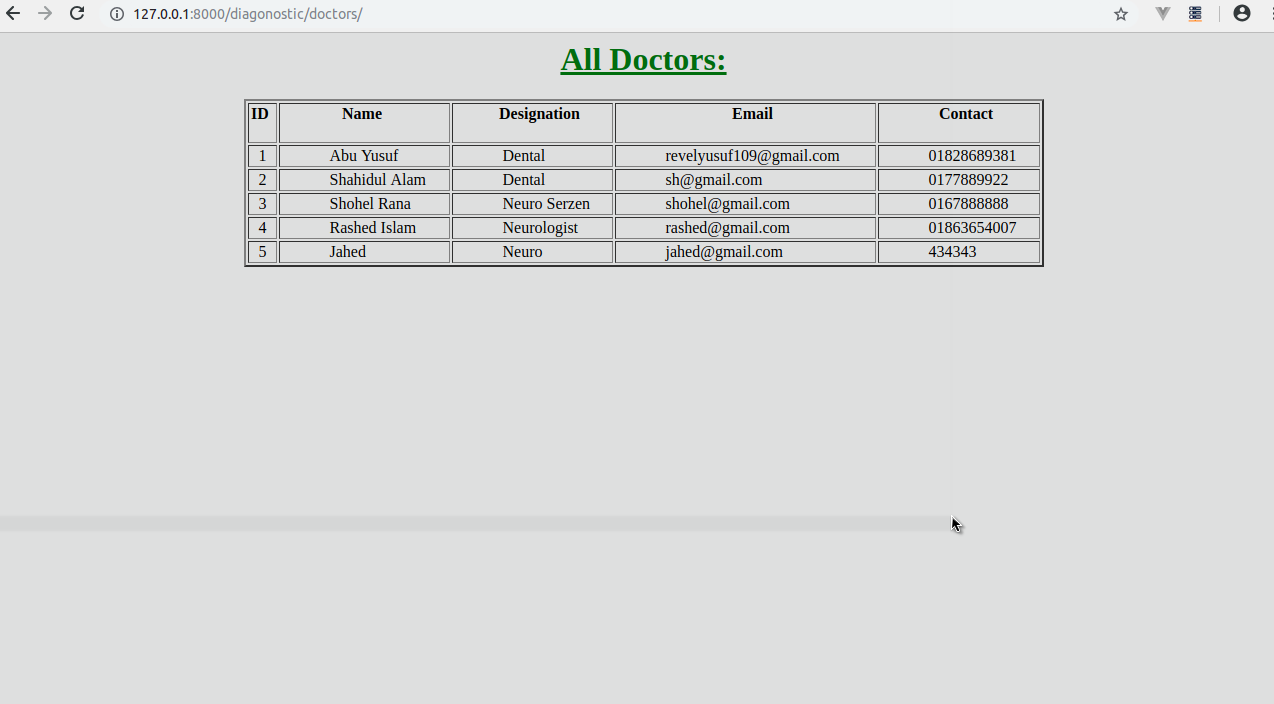 127.0.0.1:8000/diagonostic/doctors/
All Doctors:
ID Name Designation Email Contact
1 Abu Yusuf Dental revelyusuf109@gmail.com 01828689381
2 Shahidul Alam Dental sh@gmail.com 0177889922
3 Shohel Rana Neuro Serzen shohel@gmail.com 0167888888
4 Rashed Islam Neurologist rashed@gmail.com 01863654007
5 Jahed Neuro jahed@gmail.com 434343